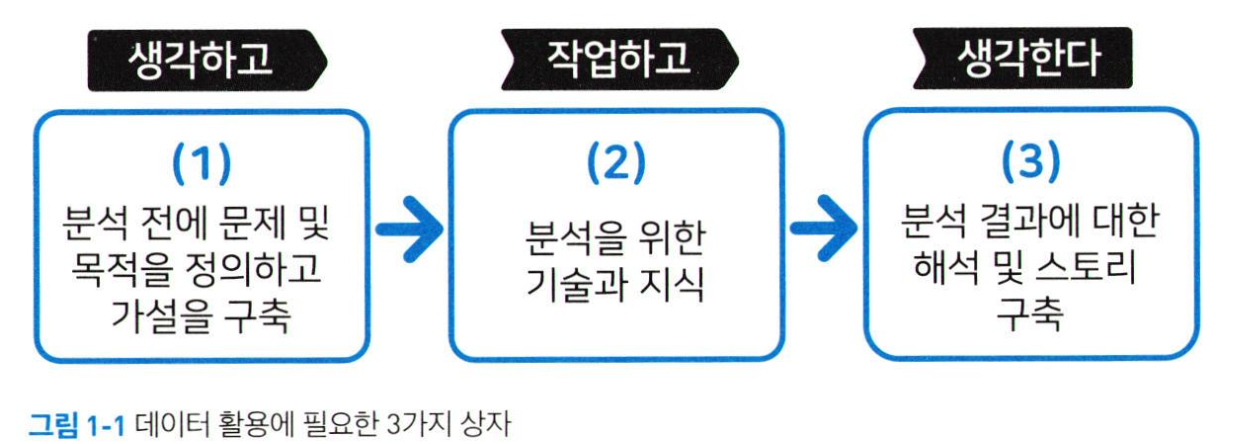 생각하고
작업하고
생각한다
(1)
분석 전에 문제 및
목적을 정의하고
가설을 구축
(2)
분석을 위한
기술과 지식
(3)
분석 결과에 대한
해석 및 스토리
구축
그림 1-1 데이터 활용에 필요한 3가지 상자